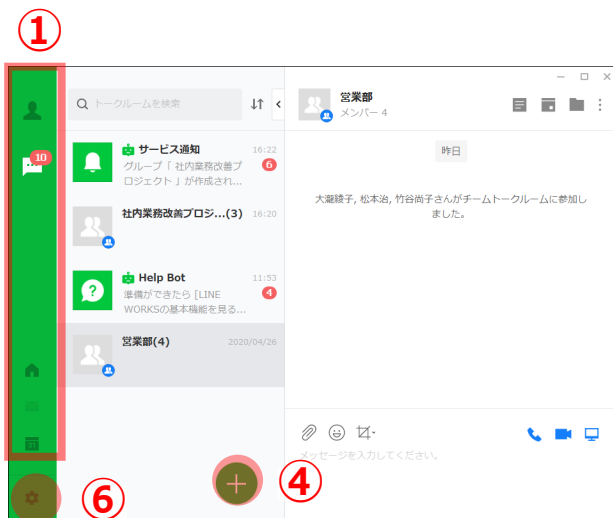 ①
10
トークルームを検索
サービス通知 16:22
グループ「 社内業務改善プ
ロジェクト 」が作成され...
6
社内業務改善プロジ...(3) 16:20
Help Bot 11:53
準備ができたら [LINE
WORKSの基本機能を見る...
4
営業部(4) 2020/04/26
31
⑥
④
営業部
メンバー 4
昨日
大瀧綾子, 松本治, 竹谷尚子さんがチームトークルームに参加し
ました。
メッセージを入力してください。